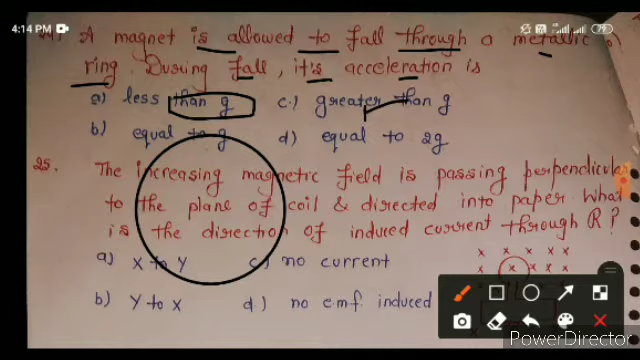 4:14 PM
A magnet is allowed to fall through a metallic
ring. During fall, it's acceleration is
a) less than g c.) greater than g
b) equal to g d) equal to 2g
25. The increasing magnetic field is passing perpendicular
to the plane of coil & directed into paper. What
is the direction of induced current through R?
a) X to Y c) no current
b) Y to X d) no e.m.f. induced
x x x x x
x x x x x
PowerDirector